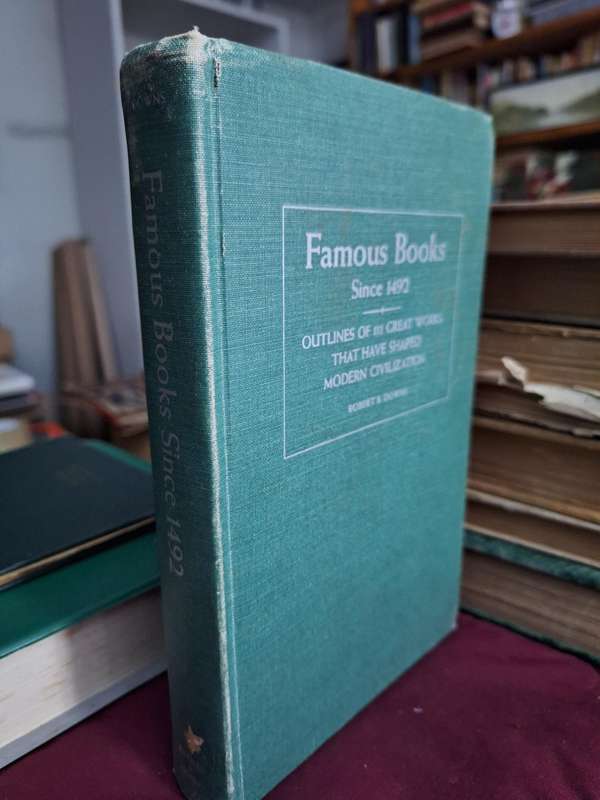 Famous Books
Since 1492
OUTLINES OF 112 GREAT WORKS
THAT HAVE SHAPED
MODERN CIVILIZATION
ROBERT B. DOWNS
Famous Books Since 1492